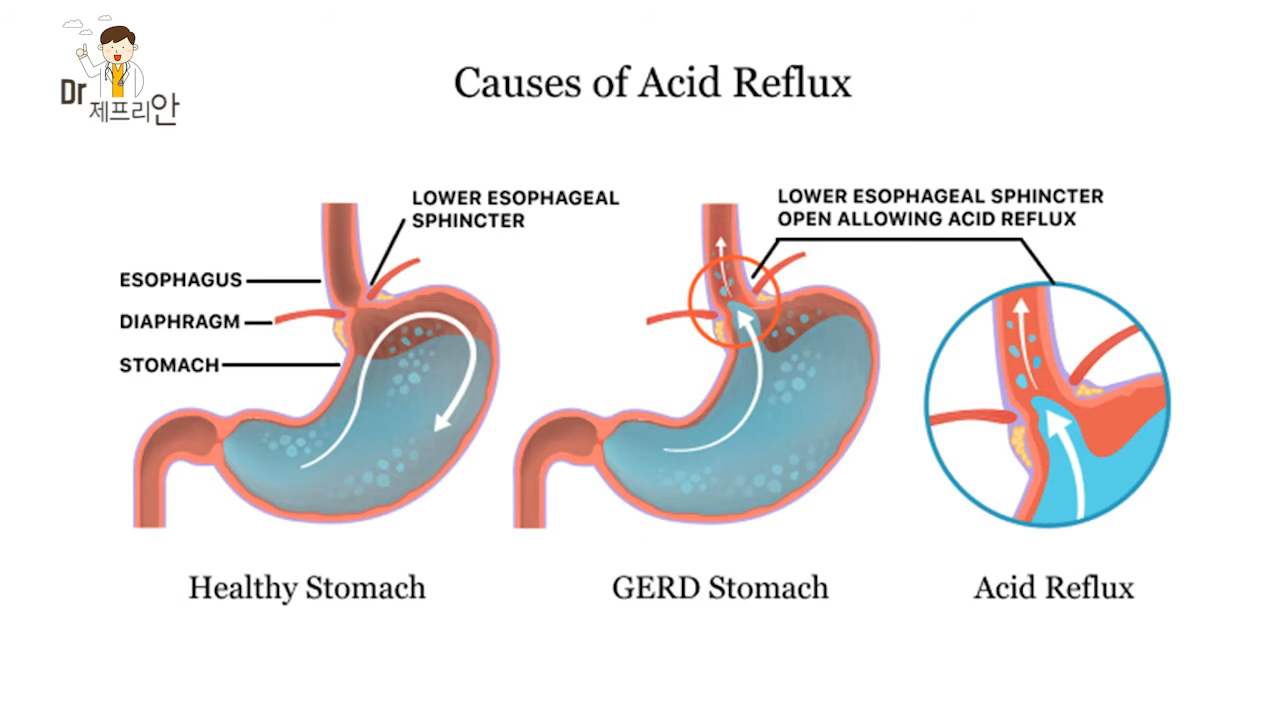 Dr
제프리안
Causes of Acid Reflux
LOWER ESOPHAGEAL
SPHINCTER
ESOPHAGUS
DIAPHRAGM
STOMACH
LOWER ESOPHAGEAL SPHINCTER
OPEN ALLOWING ACID REFLUX
Healthy Stomach
GERD Stomach
Acid Reflux